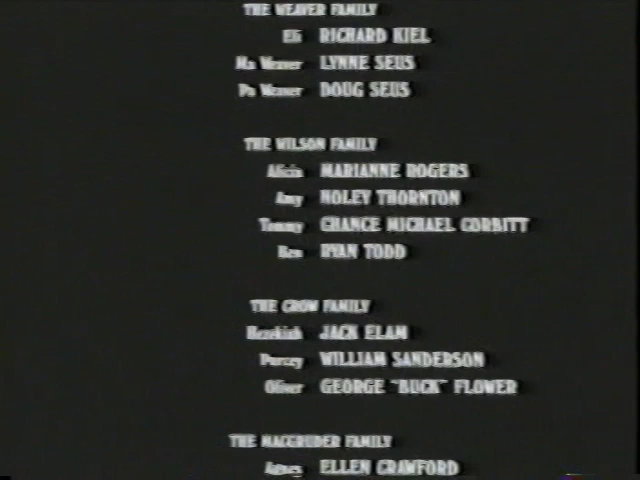 THE WEAVER FAMILY
Eli RICHARD KIEL
Ma Weaver LYNNE SEUS
Pa Weaver DOUG SEUS
THE WILSON FAMILY
Alicia MARIANNE ROGERS
Amy NOLEY THORNTON
Tommy CHANCE MICHAEL CORBITT
Ben RYAN TODD
THE CROW FAMILY
Hezekiah JACK ELAM
Pursey WILLIAM SANDERSON
Oliver GEORGE "BUCK" FLOWER
THE MACGRUDER FAMILY
Agnes ELLEN CRAWFORD